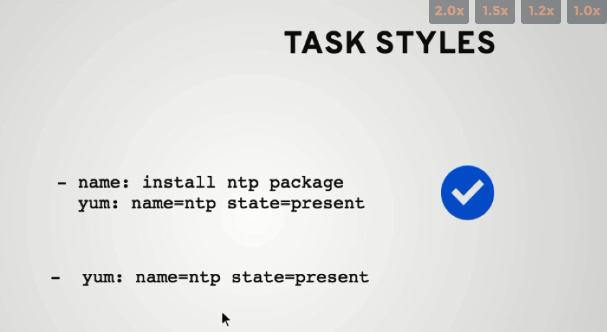 2.0x 1.5x 1.2x 1.0x
TASK STYLES
- name: install ntp package
yum: name=ntp state=present
- yum: name=ntp state=present